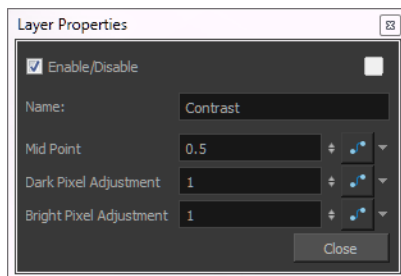 Layer Properties
Enable/Disable
Name: Contrast
Mid Point 0.5
Dark Pixel Adjustment 1
Bright Pixel Adjustment 1
Close